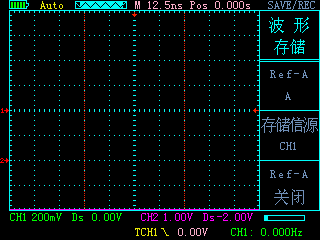 Auto M 12.5ns Pos 0.000s SAVE/REC
波 形
存储
Ref-A
A
存储信源
CH1
Ref-A
关闭
1
2
CH1 200mV Ds 0.00V CH2 1.00V Ds-2.00V
TCH1 0.00V CH1: 0.000Hz